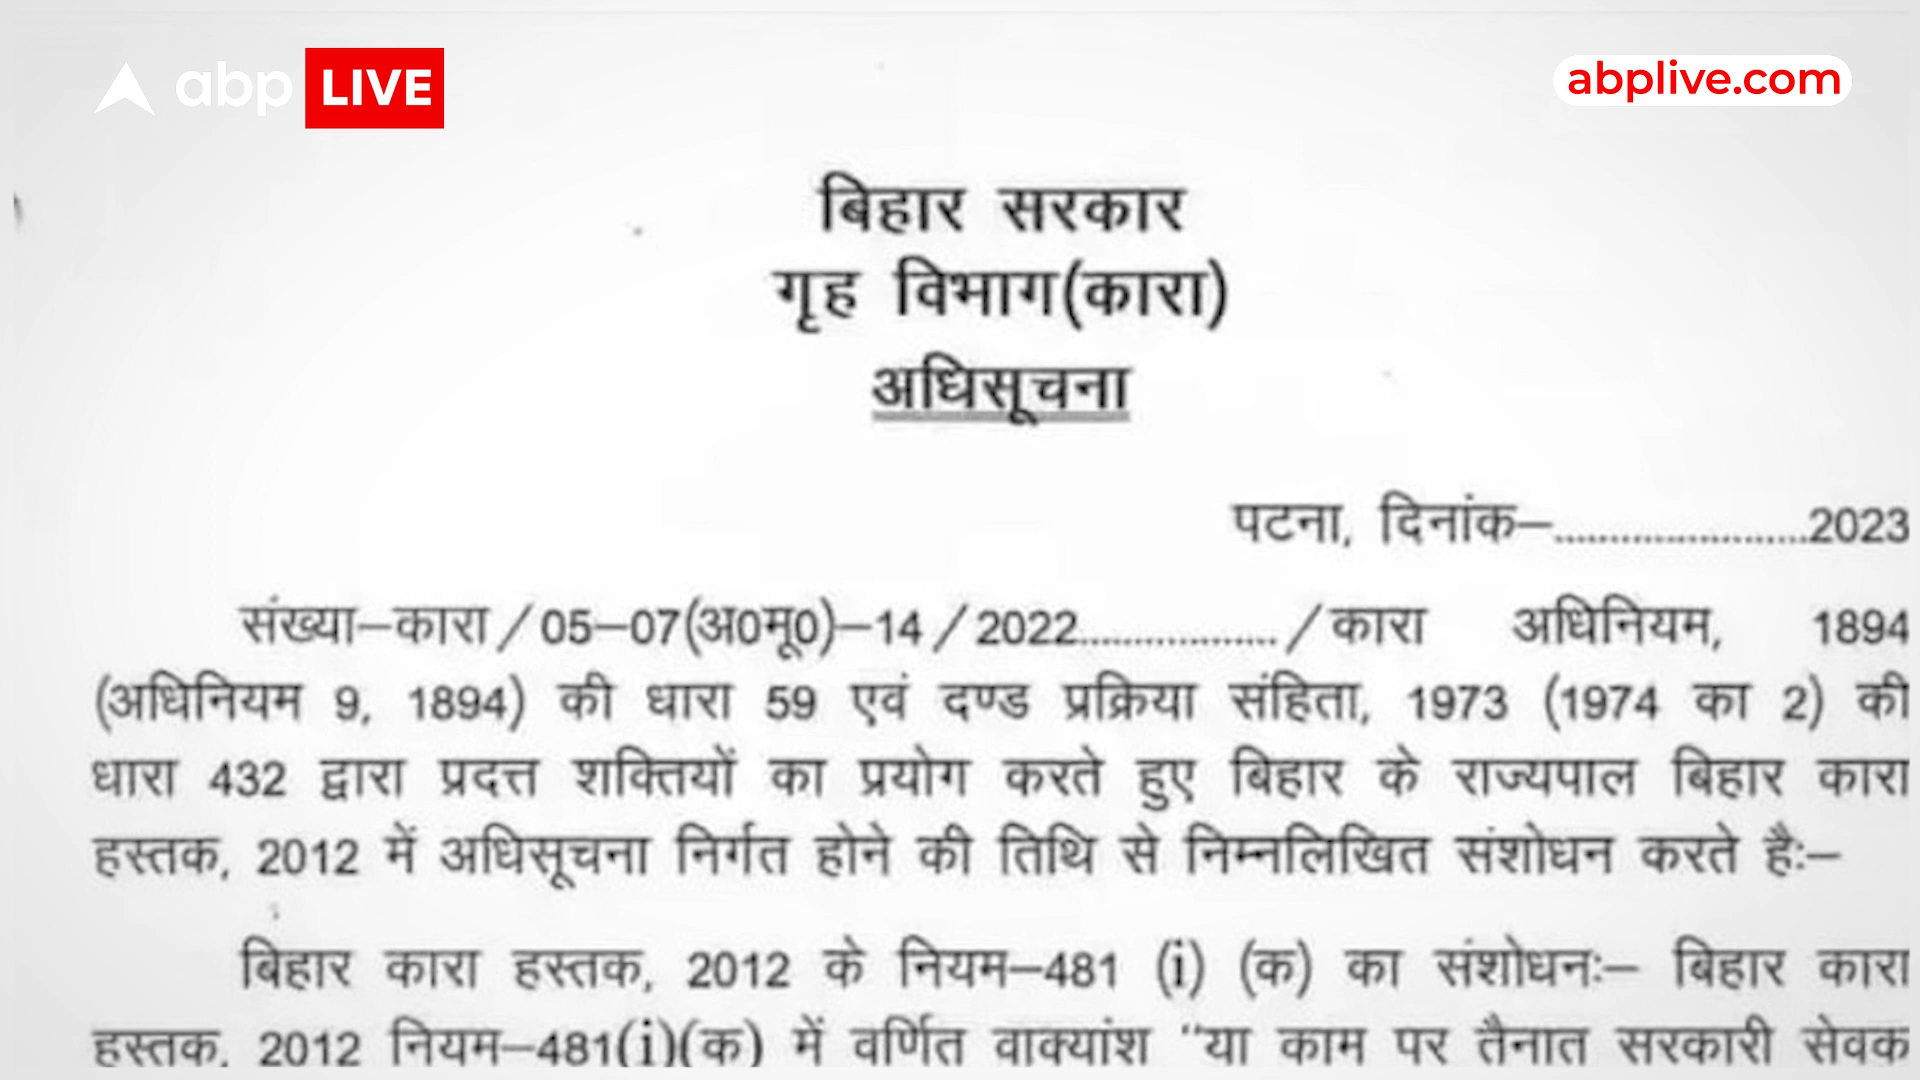 abp LIVE
abplive.com
बिहार सरकार
गृह विभाग(कारा)
अधिसूचना
पटना, दिनांक–.......................2023
संख्या–कारा/05–07(अ0मू0)–14/2022................../कारा अधिनियम, 1894
(अधिनियम 9, 1894) की धारा 59 एवं दण्ड प्रक्रिया संहिता, 1973 (1974 का 2) की
धारा 432 द्वारा प्रदत्त शक्तियों का प्रयोग करते हुए बिहार के राज्यपाल बिहार कारा
हस्तक, 2012 में अधिसूचना निर्गत होने की तिथि से निम्नलिखित संशोधन करते हैः–
बिहार कारा हस्तक, 2012 के नियम–481 (i) (क) का संशोधनः– बिहार कारा
हस्तक, 2012 नियम–481(i)(क) में वर्णित वाक्यांश "या काम पर तैनात सरकारी सेवक